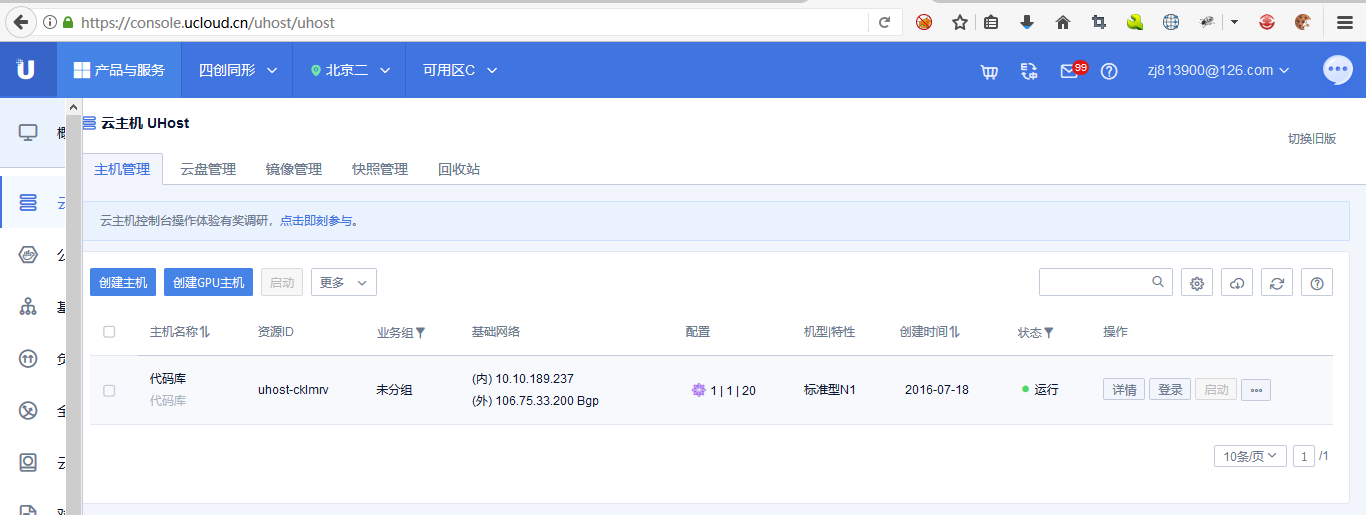 https://console.ucloud.cn/uhost/uhost
U 产品与服务 四创同形 北京二 可用区C 99 zj813900@126.com
云主机 UHost
切换旧版
主机管理 云盘管理 镜像管理 快照管理 回收站
云主机控制台操作体验有奖调研，点击即刻参与。
创建主机 创建GPU主机 启动 更多
主机名称 资源ID 业务组 基础网络 配置 机型|特性 创建时间 状态 操作
代码库 uhost-cklmrv 未分组 (内) 10.10.189.237 1 | 1 | 20 标准型N1 2016-07-18 运行 详情 登录 启动
代码库 (外) 106.75.33.200 Bgp
10条/页 1 /1